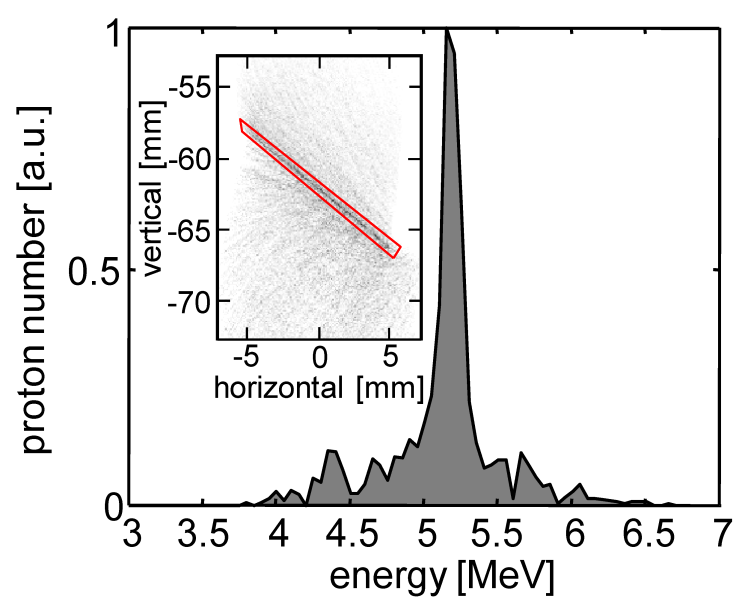 1
0.5
0
proton number [a.u.]
3 3.5 4 4.5 5 5.5 6 6.5 7
energy [MeV]
-55
-60
-65
-70
vertical [mm]
-5 0 5
horizontal [mm]